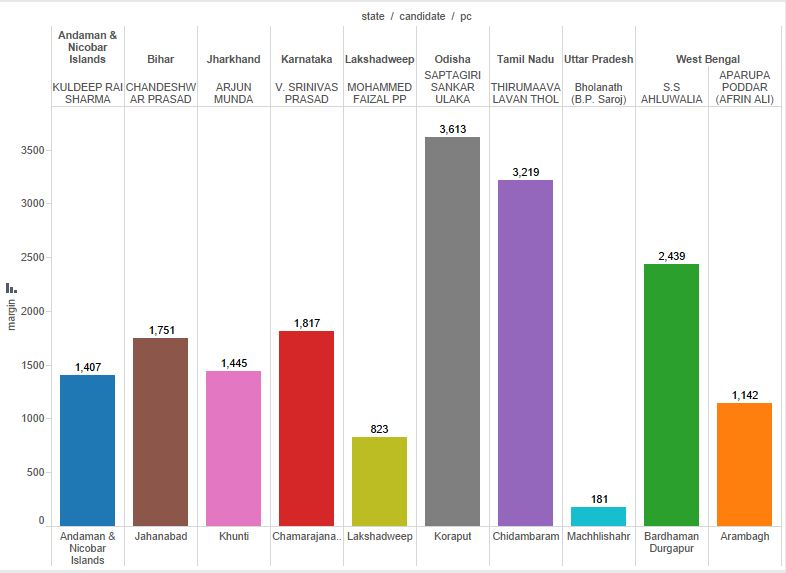 state / candidate / pc
Andaman &
Nicobar
Islands
Bihar
Jharkhand
Karnataka
Lakshadweep
Odisha
Tamil Nadu
Uttar Pradesh
West Bengal
KULDEEP RAI
SHARMA
CHANDESHW
AR PRASAD
ARJUN
MUNDA
V. SRINIVAS
PRASAD
MOHAMMED
FAIZAL PP
SAPTAGIRI
SANKAR
ULAKA
THIRUMAAVA
LAVAN THOL
Bholanath
(B.P. Saroj)
S.S
AHLUWALIA
APARUPA
PODDAR
(AFRIN ALI)
margin
3500
3000
2500
2000
1500
1000
500
0
1,407
1,751
1,445
1,817
823
3,613
3,219
181
2,439
1,142
Andaman &
Nicobar
Islands
Jahanabad
Khunti
Chamarajana..
Lakshadweep
Koraput
Chidambaram
Machhlishahr
Bardhaman
Durgapur
Arambagh